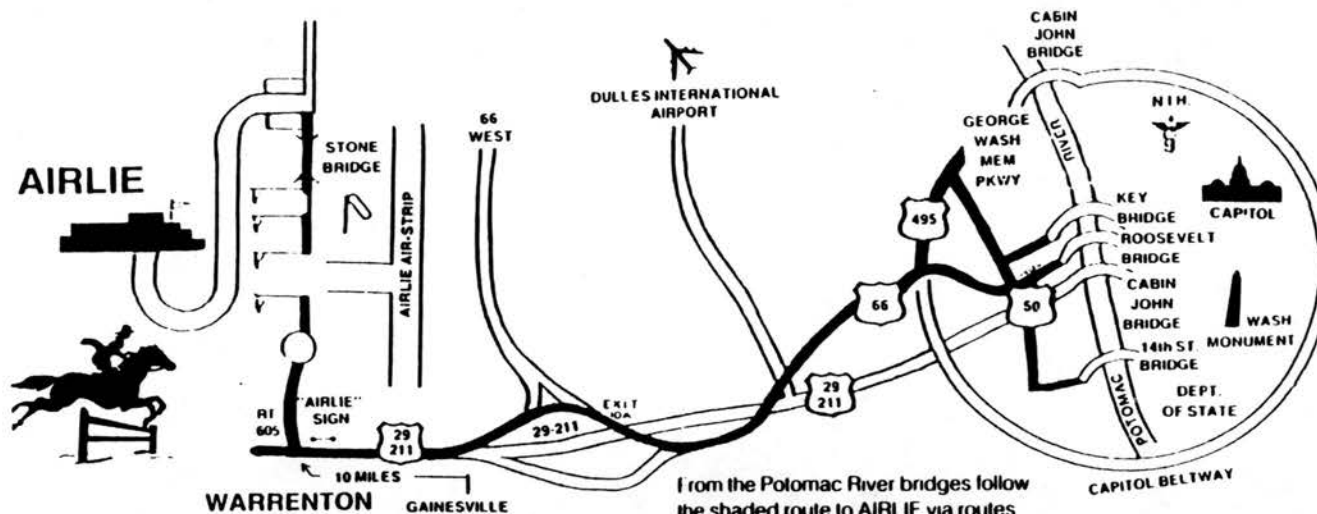 CABIN
JOHN
BRIDGE
66
WEST
DULLES INTERNATIONAL
AIRPORT
N.I.H.
GEORGE
WASH
MEM
PKWY
RIVER
STONE
BRIDGE
AIRLIE
495
KEY
BRIDGE
ROOSEVELT
BRIDGE
CAPITOL
AIRLIE AIR-STRIP
66
50
CABIN
JOHN
BRIDGE
WASH
MONUMENT
14th ST.
BRIDGE
DEPT.
OF STATE
POTOMAC
29
211
"AIRLIE"
SIGN
RT
605
EXIT
10A
29-211
29
211
10 MILES
WARRENTON
GAINESVILLE
CAPITOL BELTWAY
From the Potomac River bridges follow
the shaded route to AIRLIE via routes